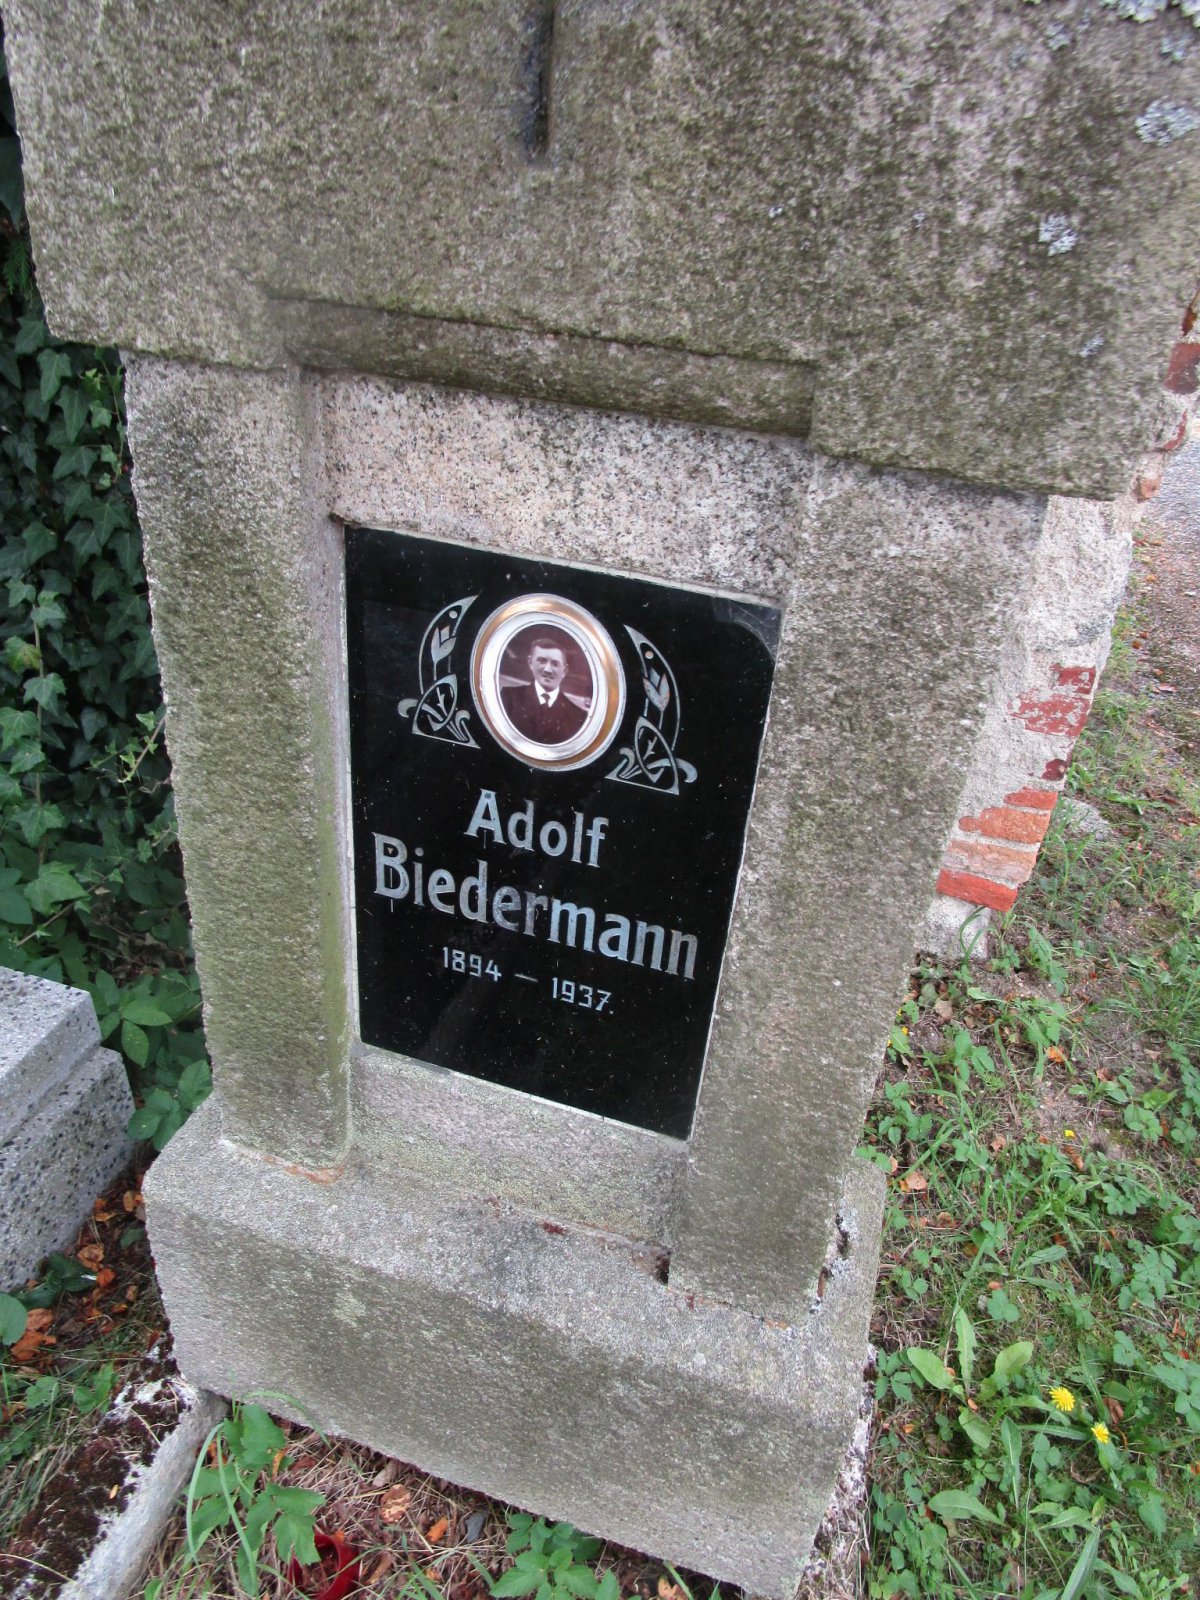 Adolf
Biedermann
1894 – 1937.